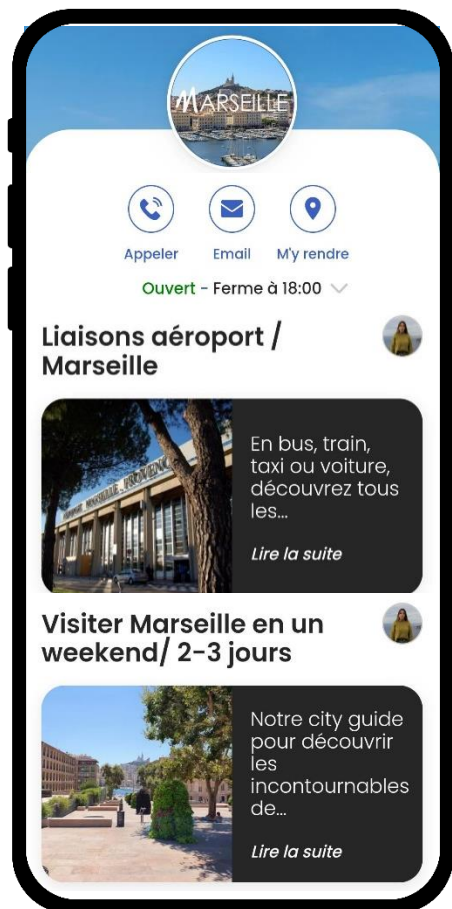 MARSEILLE
Appeler Email M'y rendre
Ouvert - Ferme à 18:00
Liaisons aéroport /
Marseille
En bus, train,
taxi ou voiture,
découvrez tous
les...
Lire la suite
Visiter Marseille en un
weekend/ 2-3 jours
Notre city guide
pour découvrir
les
incontournables
de...
Lire la suite